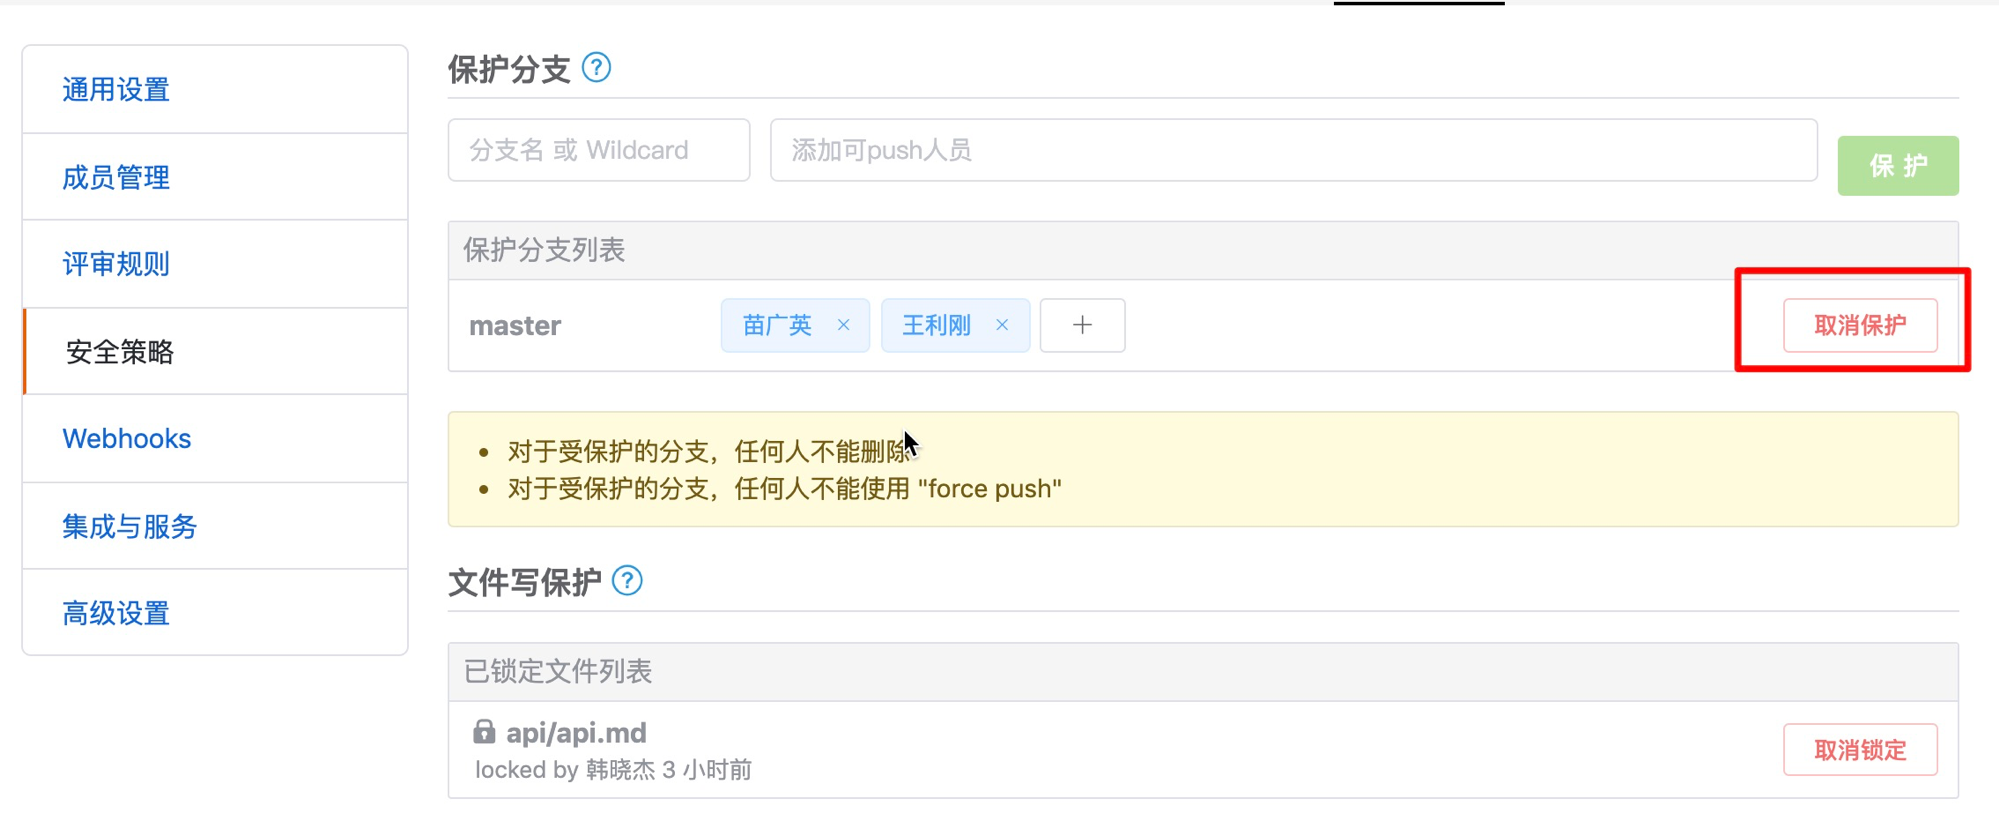 通用设置
成员管理
评审规则
安全策略
Webhooks
集成与服务
高级设置
保护分支 ?
分支名 或 Wildcard
添加可push人员
保 护
保护分支列表
master 苗广英 × 王利刚 × +
取消保护
对于受保护的分支，任何人不能删除
对于受保护的分支，任何人不能使用 "force push"
文件写保护 ?
已锁定文件列表
api/api.md
locked by 韩晓杰 3 小时前
取消锁定